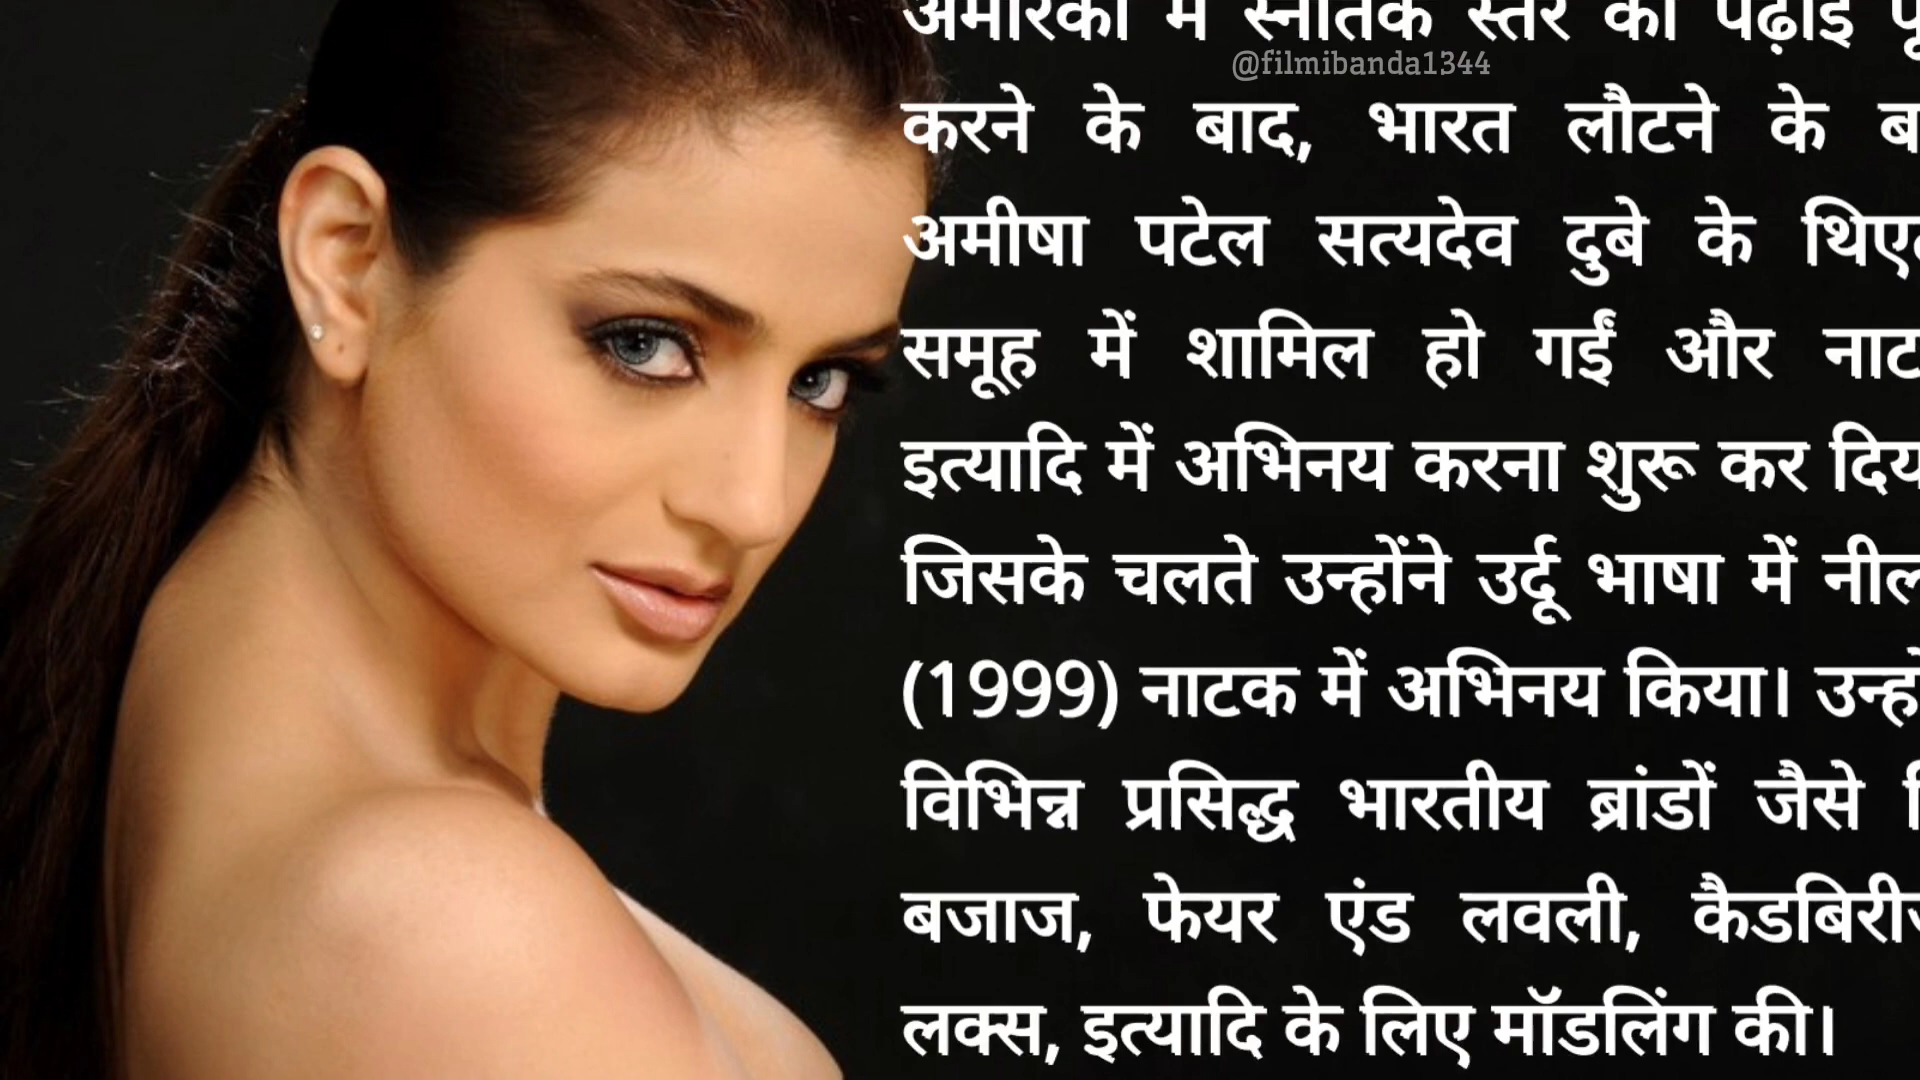 अमेरिका में स्नातक स्तर की पढ़ाई
@filmibanda1344
करने के बाद, भारत लौटने के
अमीषा पटेल सत्यदेव दुबे के
समूह में शामिल हो गईं और
इत्यादि में अभिनय करना शुरू कर
जिसके चलते उन्होंने उर्दू भाषा में
(1999) नाटक में अभिनय किया।
विभिन्न प्रसिद्ध भारतीय ब्रांडों जैसे
बजाज, फेयर एंड लवली,
लक्स, इत्यादि के लिए मॉडलिंग की।